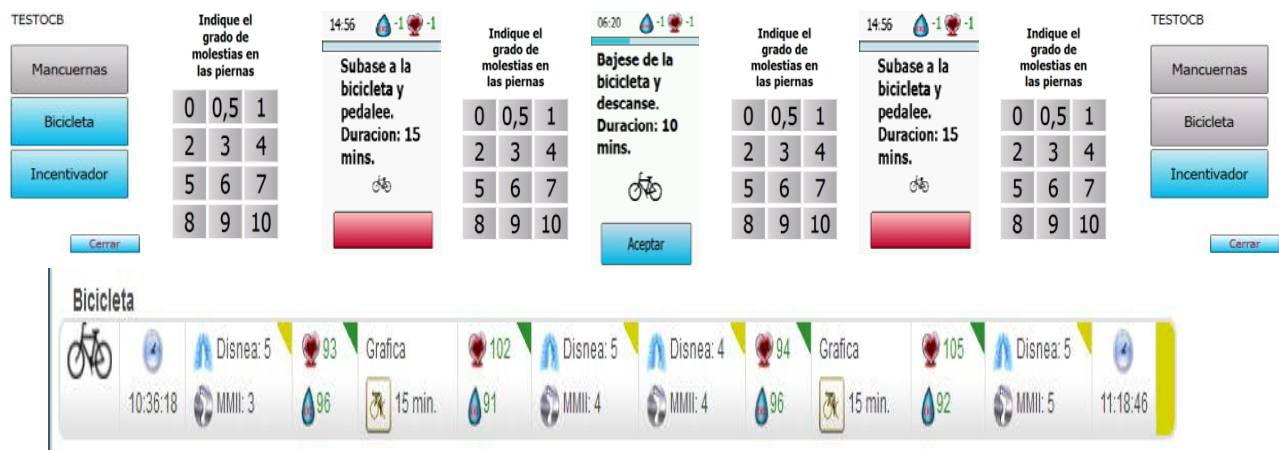 TESTOCB
Mancuernas
Bicicleta
Incentivador
Cerrar
Indique el
grado de
molestias en
las piernas
0 0,5 1
2 3 4
5 6 7
8 9 10
14:56 -1 -1
Subase a la
bicicleta y
pedalee.
Duracion: 15
mins.
Indique el
grado de
molestias en
las piernas
0 0,5 1
2 3 4
5 6 7
8 9 10
06:20 -1 -1
Bajese de la
bicicleta y
descanse.
Duracion: 10
mins.
Aceptar
Indique el
grado de
molestias en
las piernas
0 0,5 1
2 3 4
5 6 7
8 9 10
14:56 -1 -1
Subase a la
bicicleta y
pedalee.
Duracion: 15
mins.
Indique el
grado de
molestias en
las piernas
0 0,5 1
2 3 4
5 6 7
8 9 10
TESTOCB
Mancuernas
Bicicleta
Incentivador
Cerrar
Bicicleta
Disnea: 5 93 Grafica 102 Disnea: 5 Disnea: 4 94 Grafica 105 Disnea: 5
10:36:18 MMII: 3 96 15 min. 91 MMII: 4 MMII: 4 96 15 min. 92 MMII: 5 11:18:46